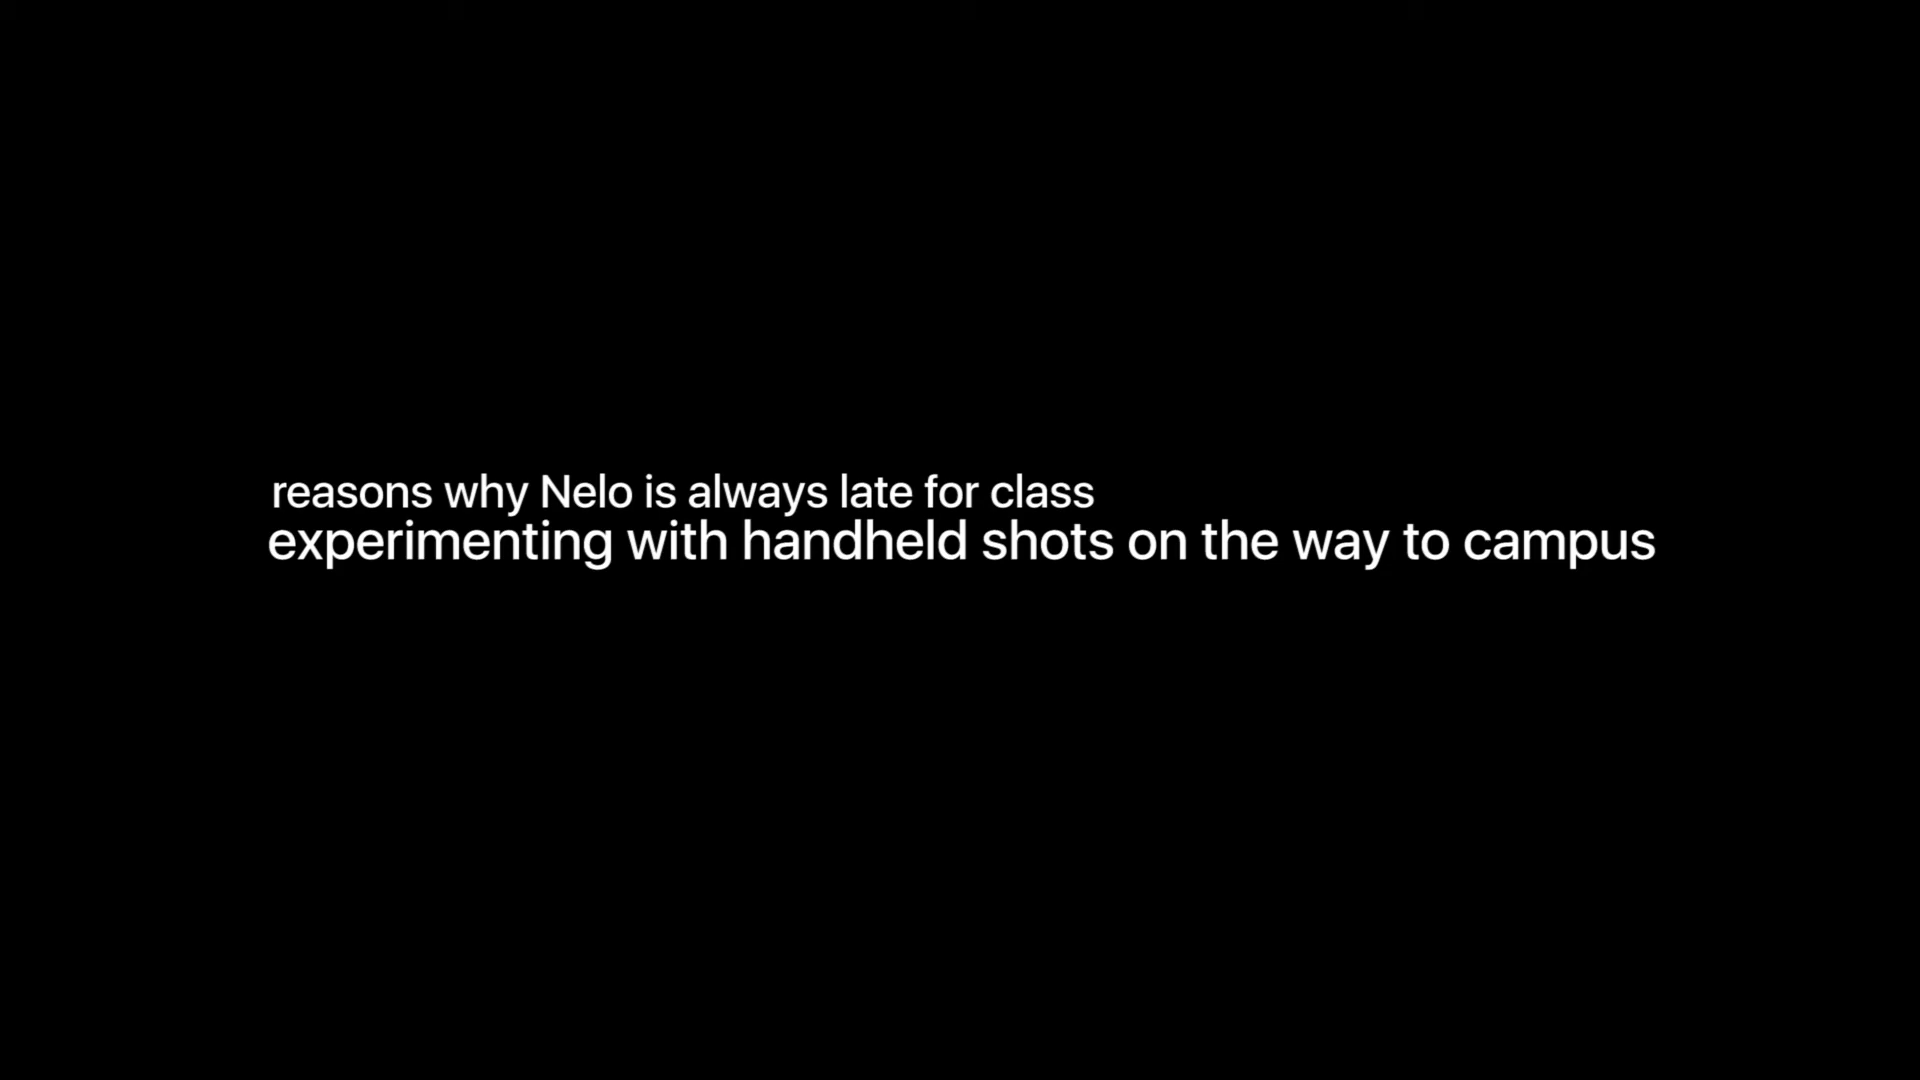 reasons why Nelo is always late for class
experimenting with handheld shots on the way to campus